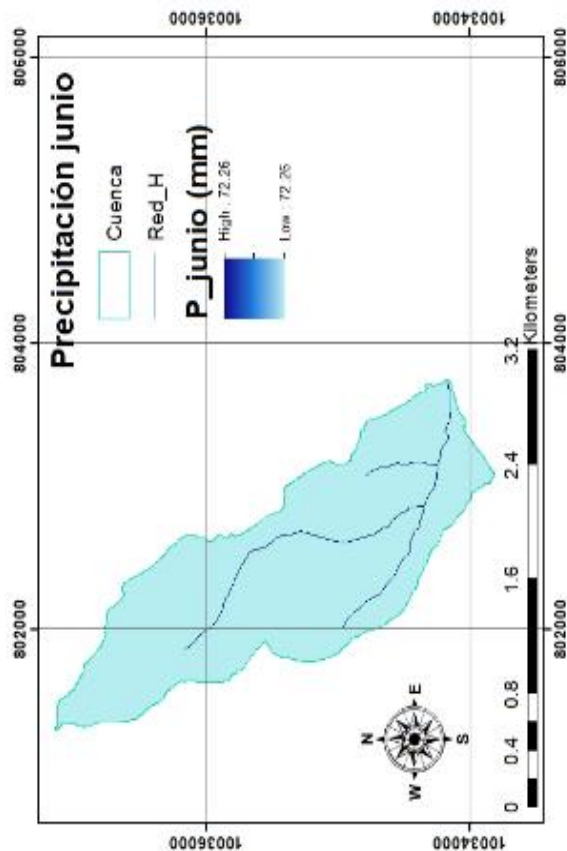 802000
804000
806000
10036000
10034000
Precipitación junio
Cuenca
Red_H
P_junio (mm)
High : 72.26
Low : 72.26
10036000
10034000
N
W
E
S
0
0.4
0.8
1.6
2.4
3.2
Kilometers
802000
804000
806000